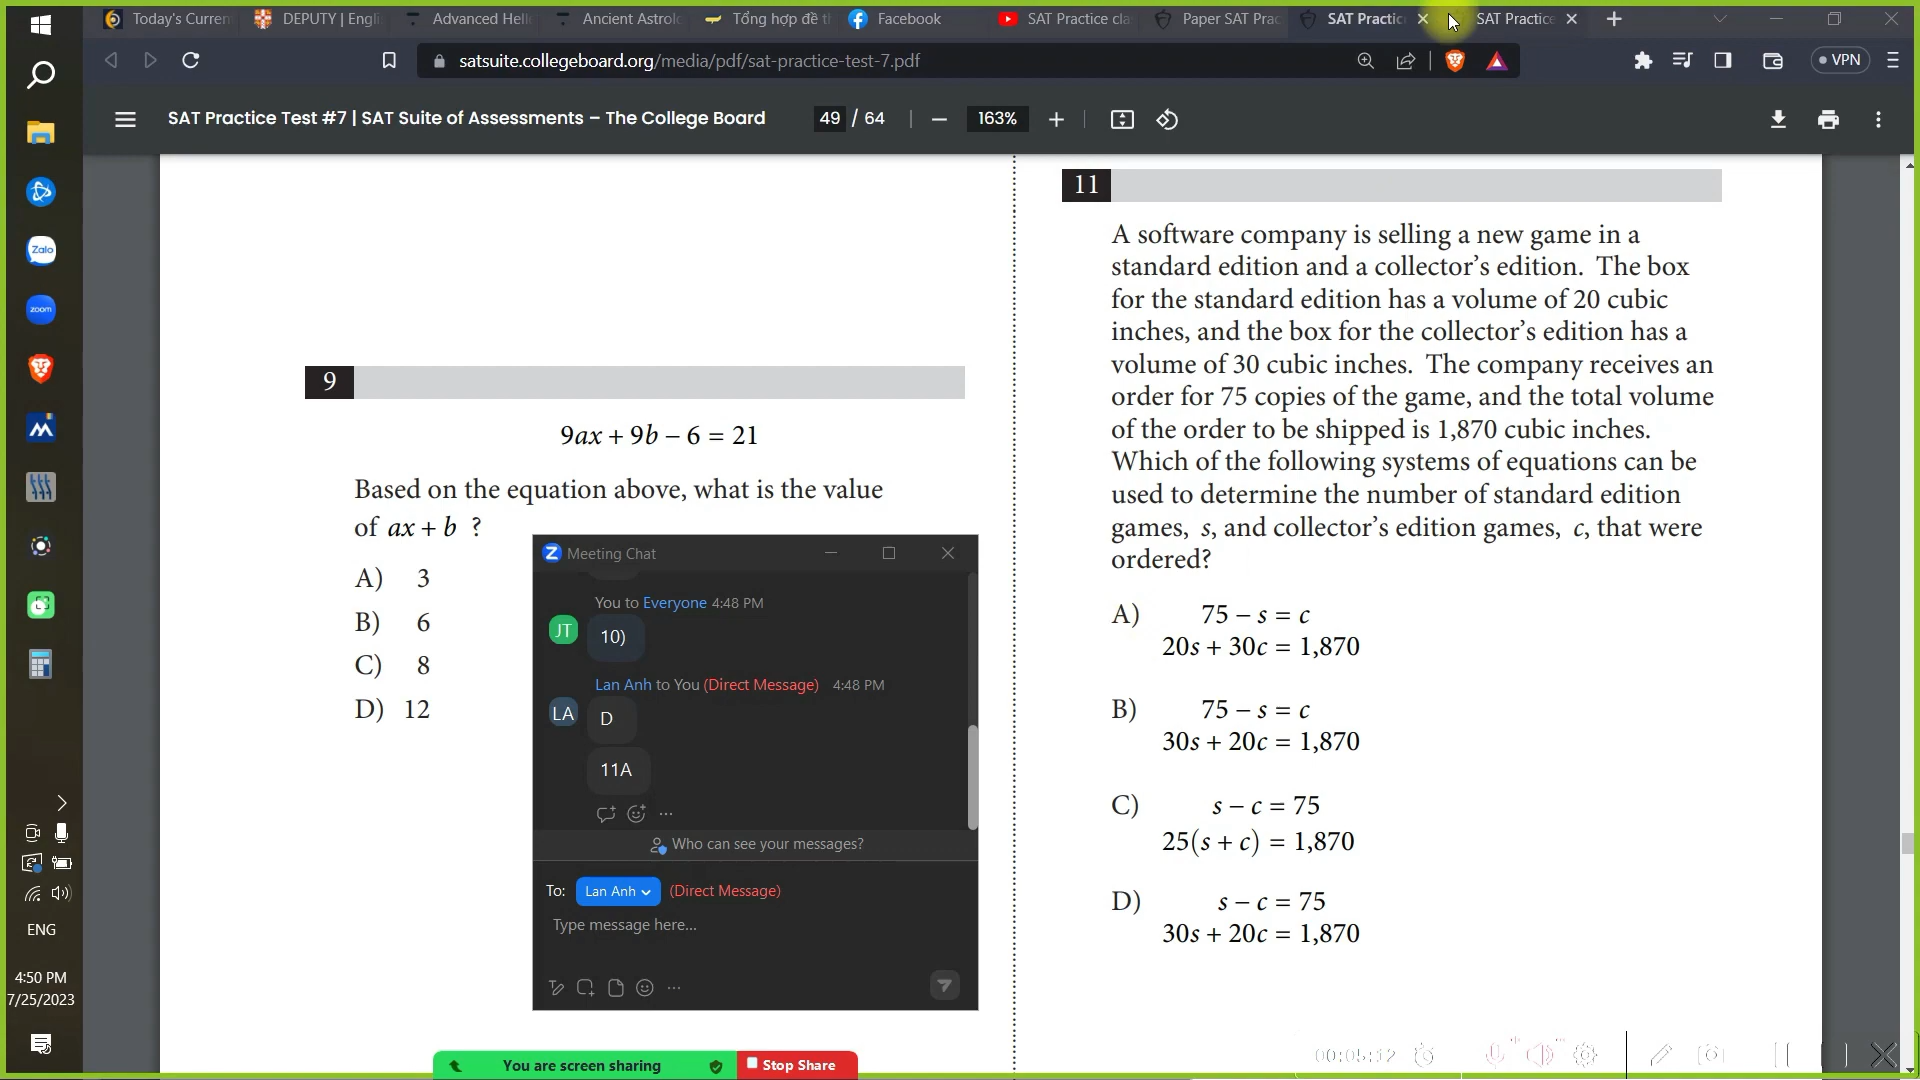 Today's Curren
DEPUTY | Engli
Advanced Hell
Ancient Astrolo
Tổng hợp đề th
Facebook
SAT Practice cla
Paper SAT Prac
SAT Practic
SAT Practice
satsuite.collegeboard.org/media/pdf/sat-practice-test-7.pdf
VPN
SAT Practice Test #7 | SAT Suite of Assessments – The College Board
49 / 64
163%
Zalo
zoom
ENG
4:50 PM
7/25/2023
9
9ax + 9b − 6 = 21
Based on the equation above, what is the value
of ax + b ?
A) 3
B) 6
C) 8
D) 12
Meeting Chat
You to Everyone 4:48 PM
JT
10)
Lan Anh to You (Direct Message) 4:48 PM
LA
D
11A
Who can see your messages?
To: Lan Anh (Direct Message)
Type message here...
You are screen sharing
Stop Share
11
A software company is selling a new game in a
standard edition and a collector's edition. The box
for the standard edition has a volume of 20 cubic
inches, and the box for the collector's edition has a
volume of 30 cubic inches. The company receives an
order for 75 copies of the game, and the total volume
of the order to be shipped is 1,870 cubic inches.
Which of the following systems of equations can be
used to determine the number of standard edition
games, s, and collector's edition games, c, that were
ordered?
A) 75 − s = c
20s + 30c = 1,870
B) 75 − s = c
30s + 20c = 1,870
C) s − c = 75
25(s + c) = 1,870
D) s − c = 75
30s + 20c = 1,870
00:05:12